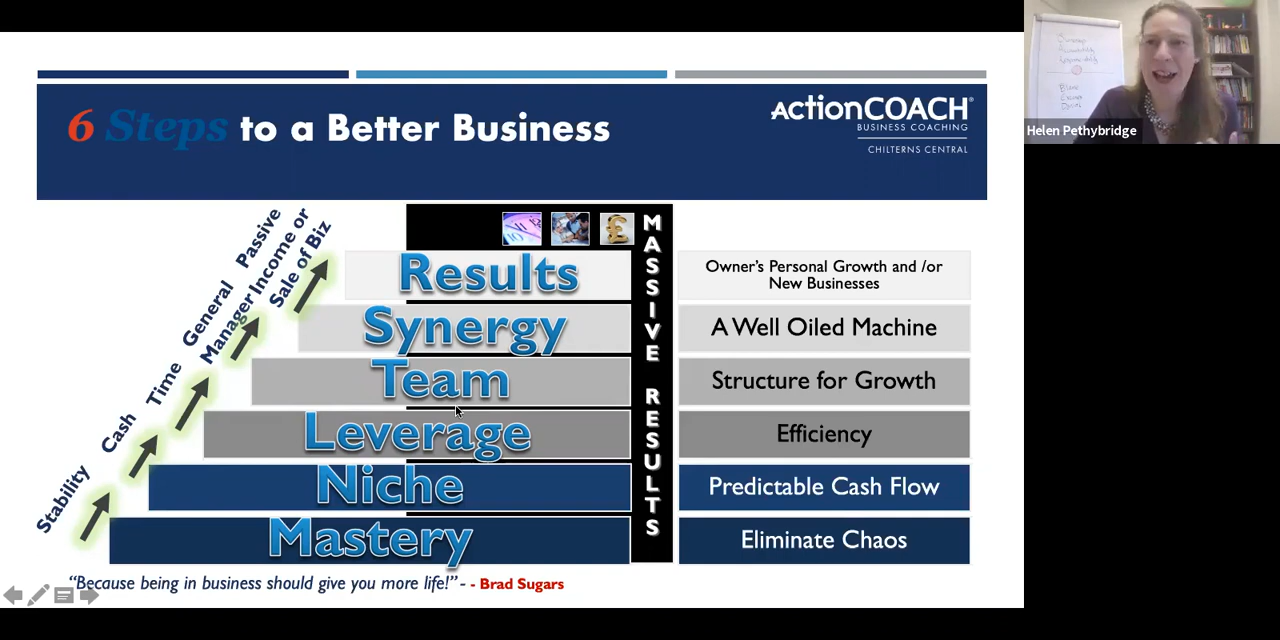 6 Steps to a Better Business
ActionCOACH®
BUSINESS COACHING
CHILTERNS CENTRAL
Helen Pethybridge
Stability
Cash
Time
General
Manager
Passive
Income or
Sale of Biz
MASSIVE RESULTS
Results
Owner's Personal Growth and /or
New Businesses
Synergy
A Well Oiled Machine
Team
Structure for Growth
Leverage
Efficiency
Niche
Predictable Cash Flow
Mastery
Eliminate Chaos
“Because being in business should give you more life!” - - Brad Sugars